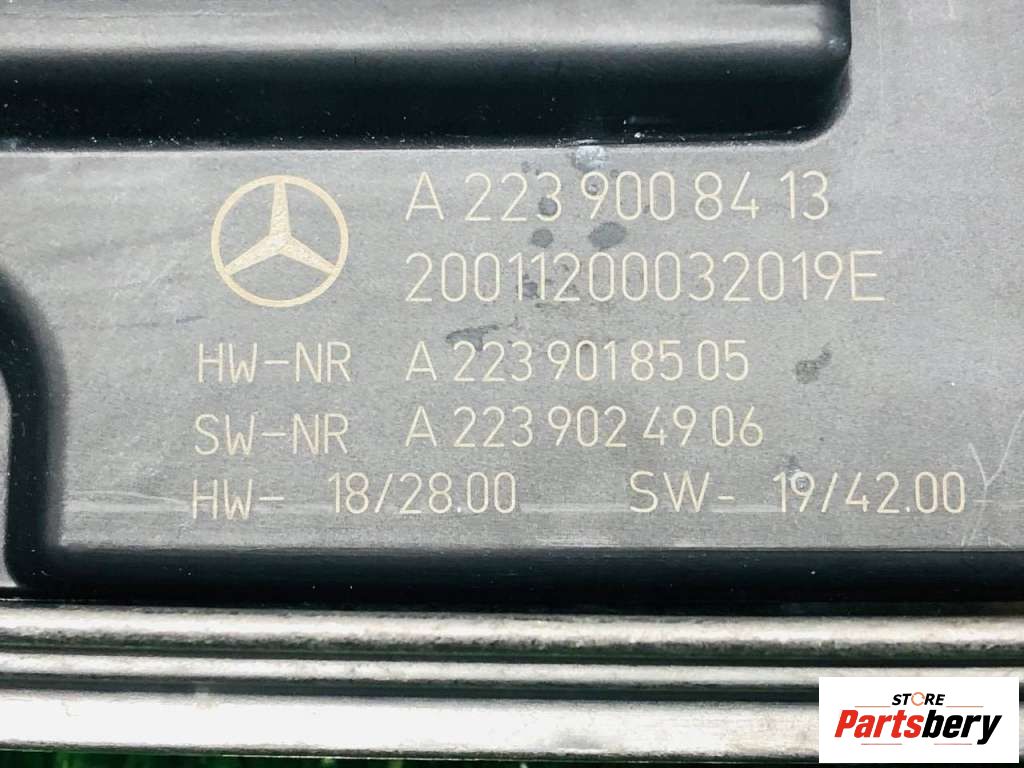 A 223 900 84 13
20011200032019E
HW-NR A 223 901 85 05
SW-NR A 223 902 49 06
HW- 18/28.00 SW- 19/42.00
STORE
Partsbery